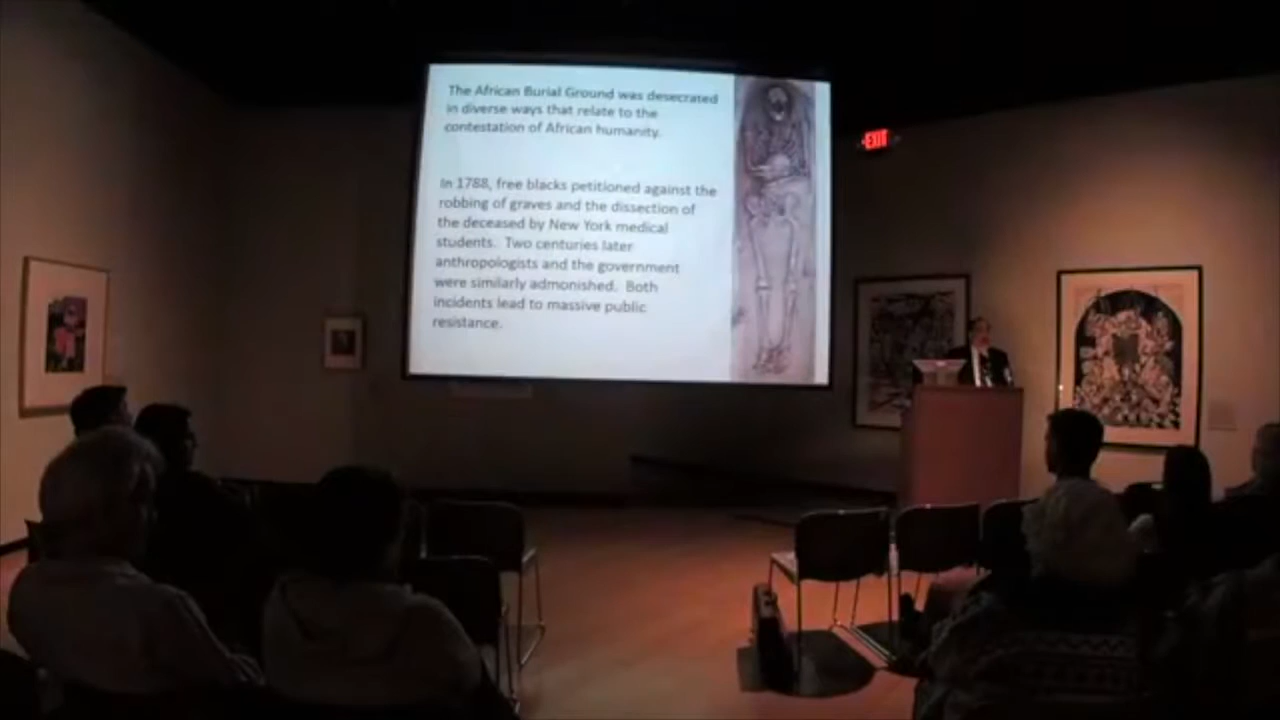 The African Burial Ground was desecrated
in diverse ways that relate to the
contestation of African humanity.
In 1788, free blacks petitioned against the
robbing of graves and the dissection of
the deceased by New York medical
students. Two centuries later
anthropologists and the government
were similarly admonished. Both
incidents lead to massive public
resistance.
EXIT